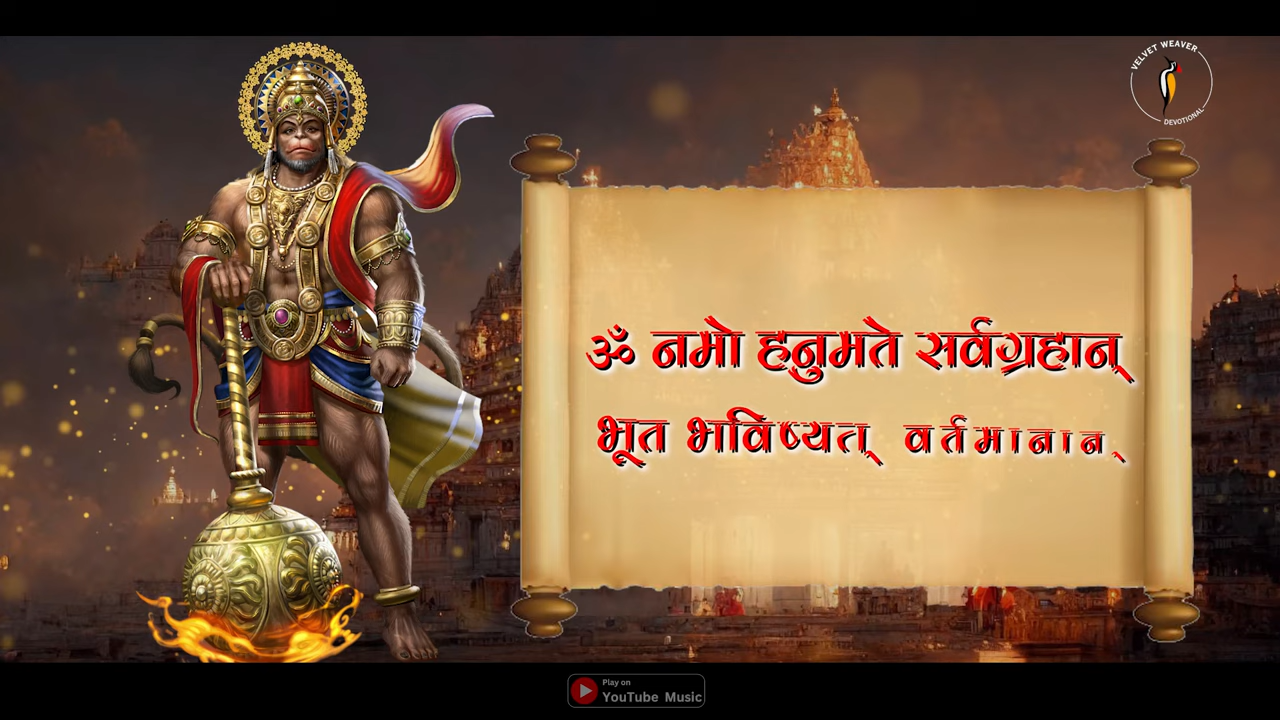 VELVET WEAVER
DEVOTIONAL
ॐ नमो हनुमते सर्वग्रहान्
भूत भविष्यत् वर्तमानान्
Play on
YouTube Music